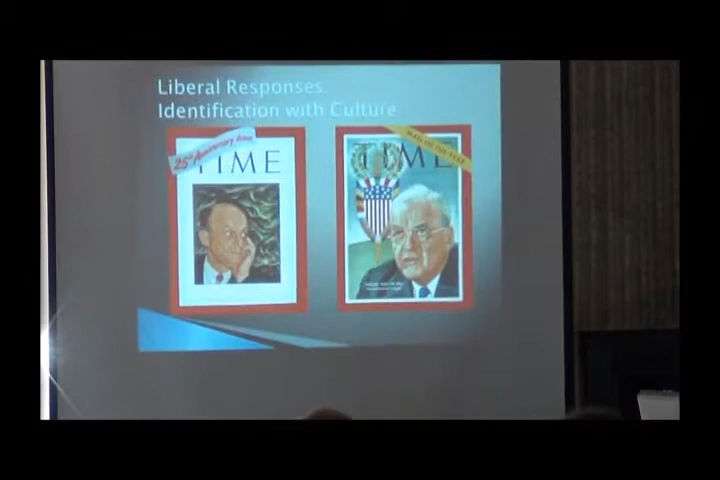 Liberal Responses
Identification with Culture
25th Anniversary Issue
TIME
MAN OF THE YEAR
TIME